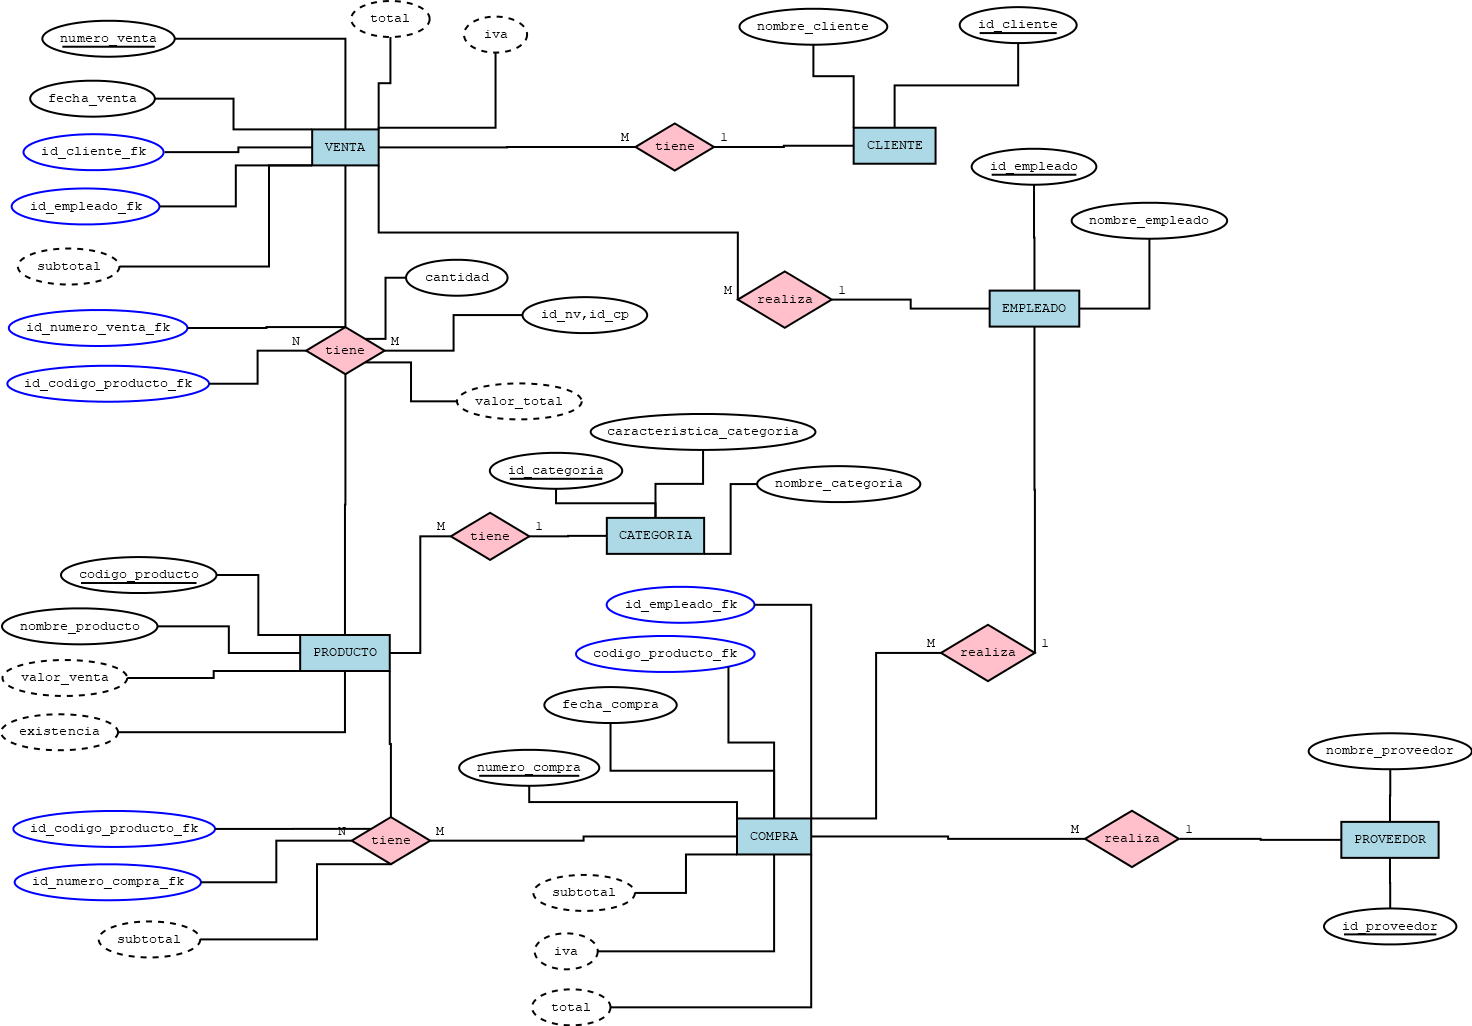 total
iva
numero_venta
nombre_cliente
id_cliente
fecha_venta
id_cliente_fk
VENTA
M
tiene
1
CLIENTE
id_empleado
id_empleado_fk
nombre_empleado
subtotal
cantidad
M
realiza
1
EMPLEADO
id_numero_venta_fk
id_nv,id_cp
N
tiene
M
id_codigo_producto_fk
valor_total
caracteristica_categoria
id_categoria
nombre_categoria
M
tiene
1
CATEGORIA
codigo_producto
id_empleado_fk
nombre_producto
PRODUCTO
codigo_producto_fk
M
realiza
1
valor_venta
fecha_compra
existencia
nombre_proveedor
numero_compra
id_codigo_producto_fk
N
tiene
M
COMPRA
M
realiza
1
PROVEEDOR
id_numero_compra_fk
subtotal
subtotal
id_proveedor
iva
total